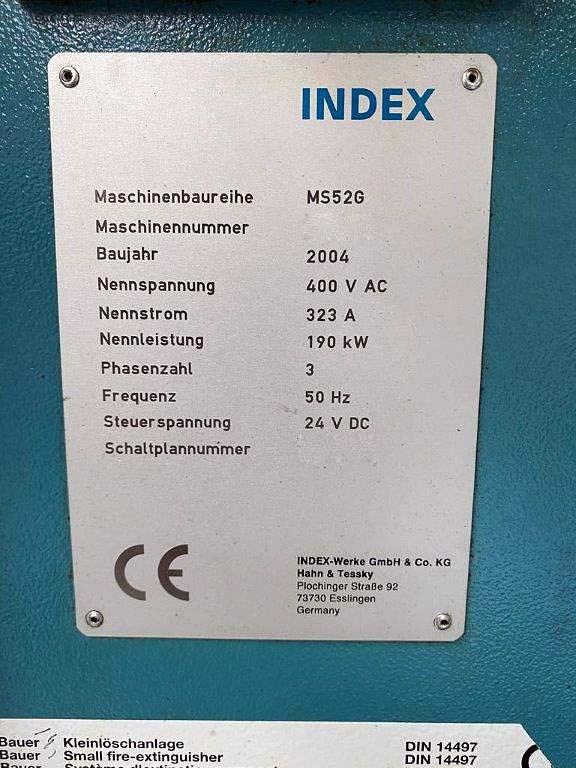 INDEX
Maschinenbaureihe MS52G
Maschinennummer
Baujahr 2004
Nennspannung 400 V AC
Nennstrom 323 A
Nennleistung 190 kW
Phasenzahl 3
Frequenz 50 Hz
Steuerspannung 24 V DC
Schaltplannummer
CE
INDEX-Werke GmbH & Co. KG
Hahn & Tessky
Plochinger Straße 92
73730 Esslingen
Germany
Bauer Kleinlöschanlage DIN 14497
Bauer Small fire-extinguisher DIN 14497
Bauer Système